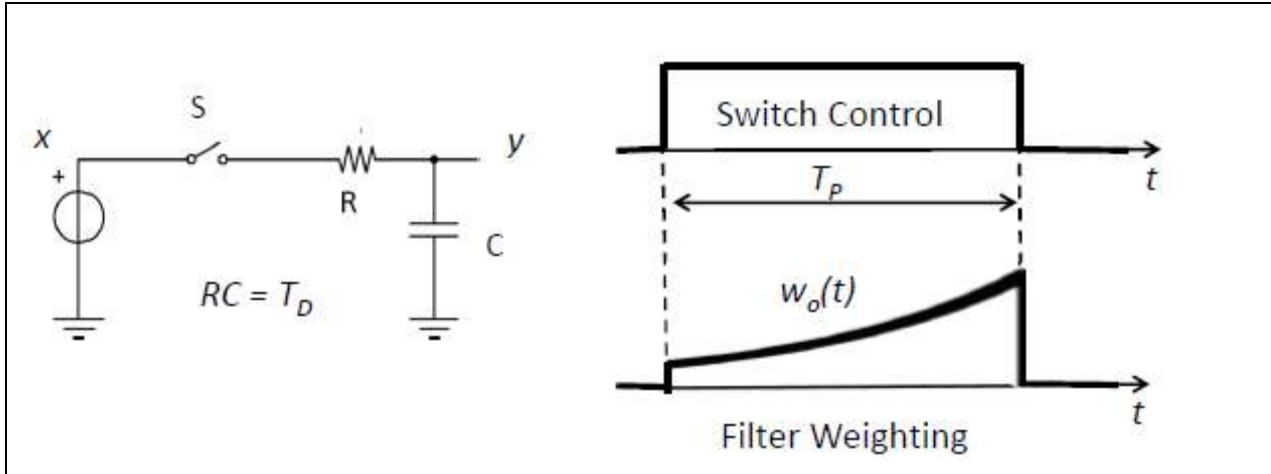 S
x
y
+
R
C
RC = T_D
Switch Control
t
T_P
w_o(t)
t
Filter Weighting